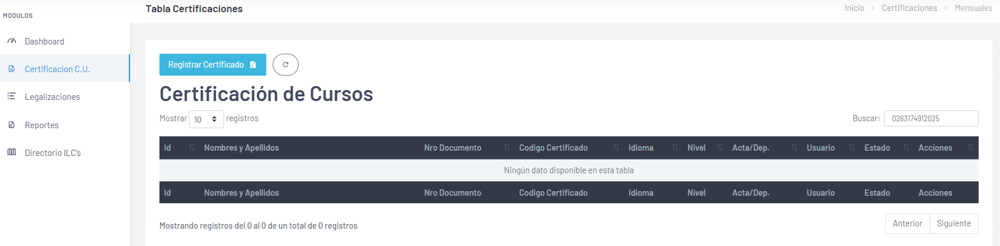 MODULOS
Dashboard
Certificacion C.U.
Legalizaciones
Reportes
Directorio ILC's
Tabla Certificaciones
Inicio > Certificaciones > Mensuales
Registrar Certificado
Certificación de Cursos
Mostrar 10 registros
Buscar: 0263174912025
Id Nombres y Apellidos Nro Documento Codigo Certificado Idioma Nivel Acta/Dep. Usuario Estado Acciones
Ningún dato disponible en esta tabla
Id Nombres y Apellidos Nro Documento Codigo Certificado Idioma Nivel Acta/Dep. Usuario Estado Acciones
Mostrando registros del 0 al 0 de un total de 0 registros
Anterior Siguiente